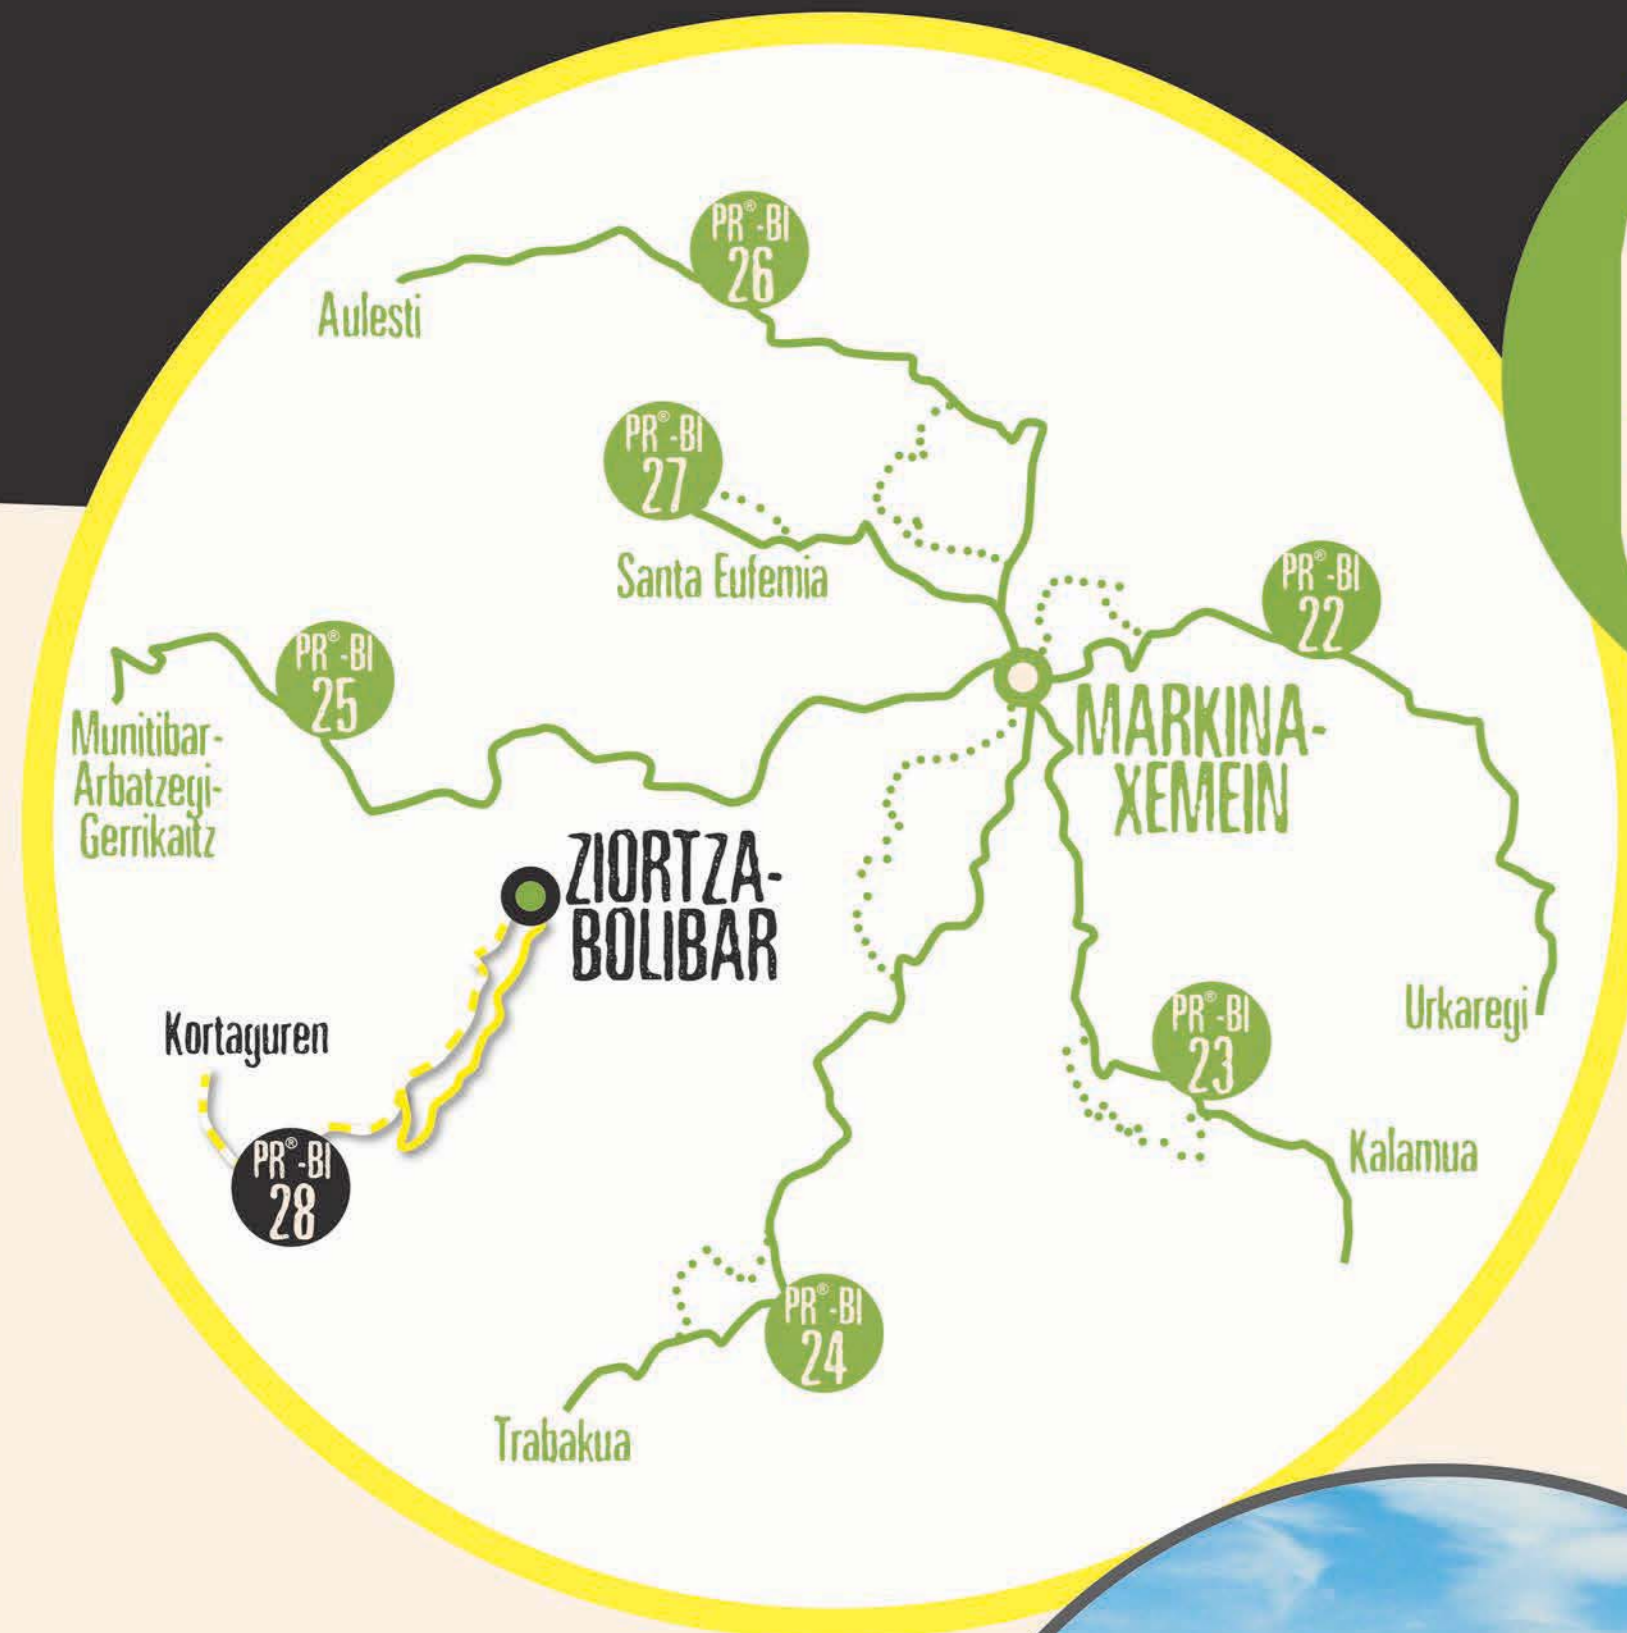 PR®-BI
26
Aulesti
PR®-BI
27
Santa Eufemia
PR®-BI
22
PR®-BI
25
Munitibar-
Arbatzegi-
Gerrikaitz
MARKINA-
XEMEIN
ZIORTZA-
BOLIBAR
Urkaregi
PR®-BI
23
Kortaguren
PR®-BI
28
Kalamua
PR®-BI
24
Trabakua